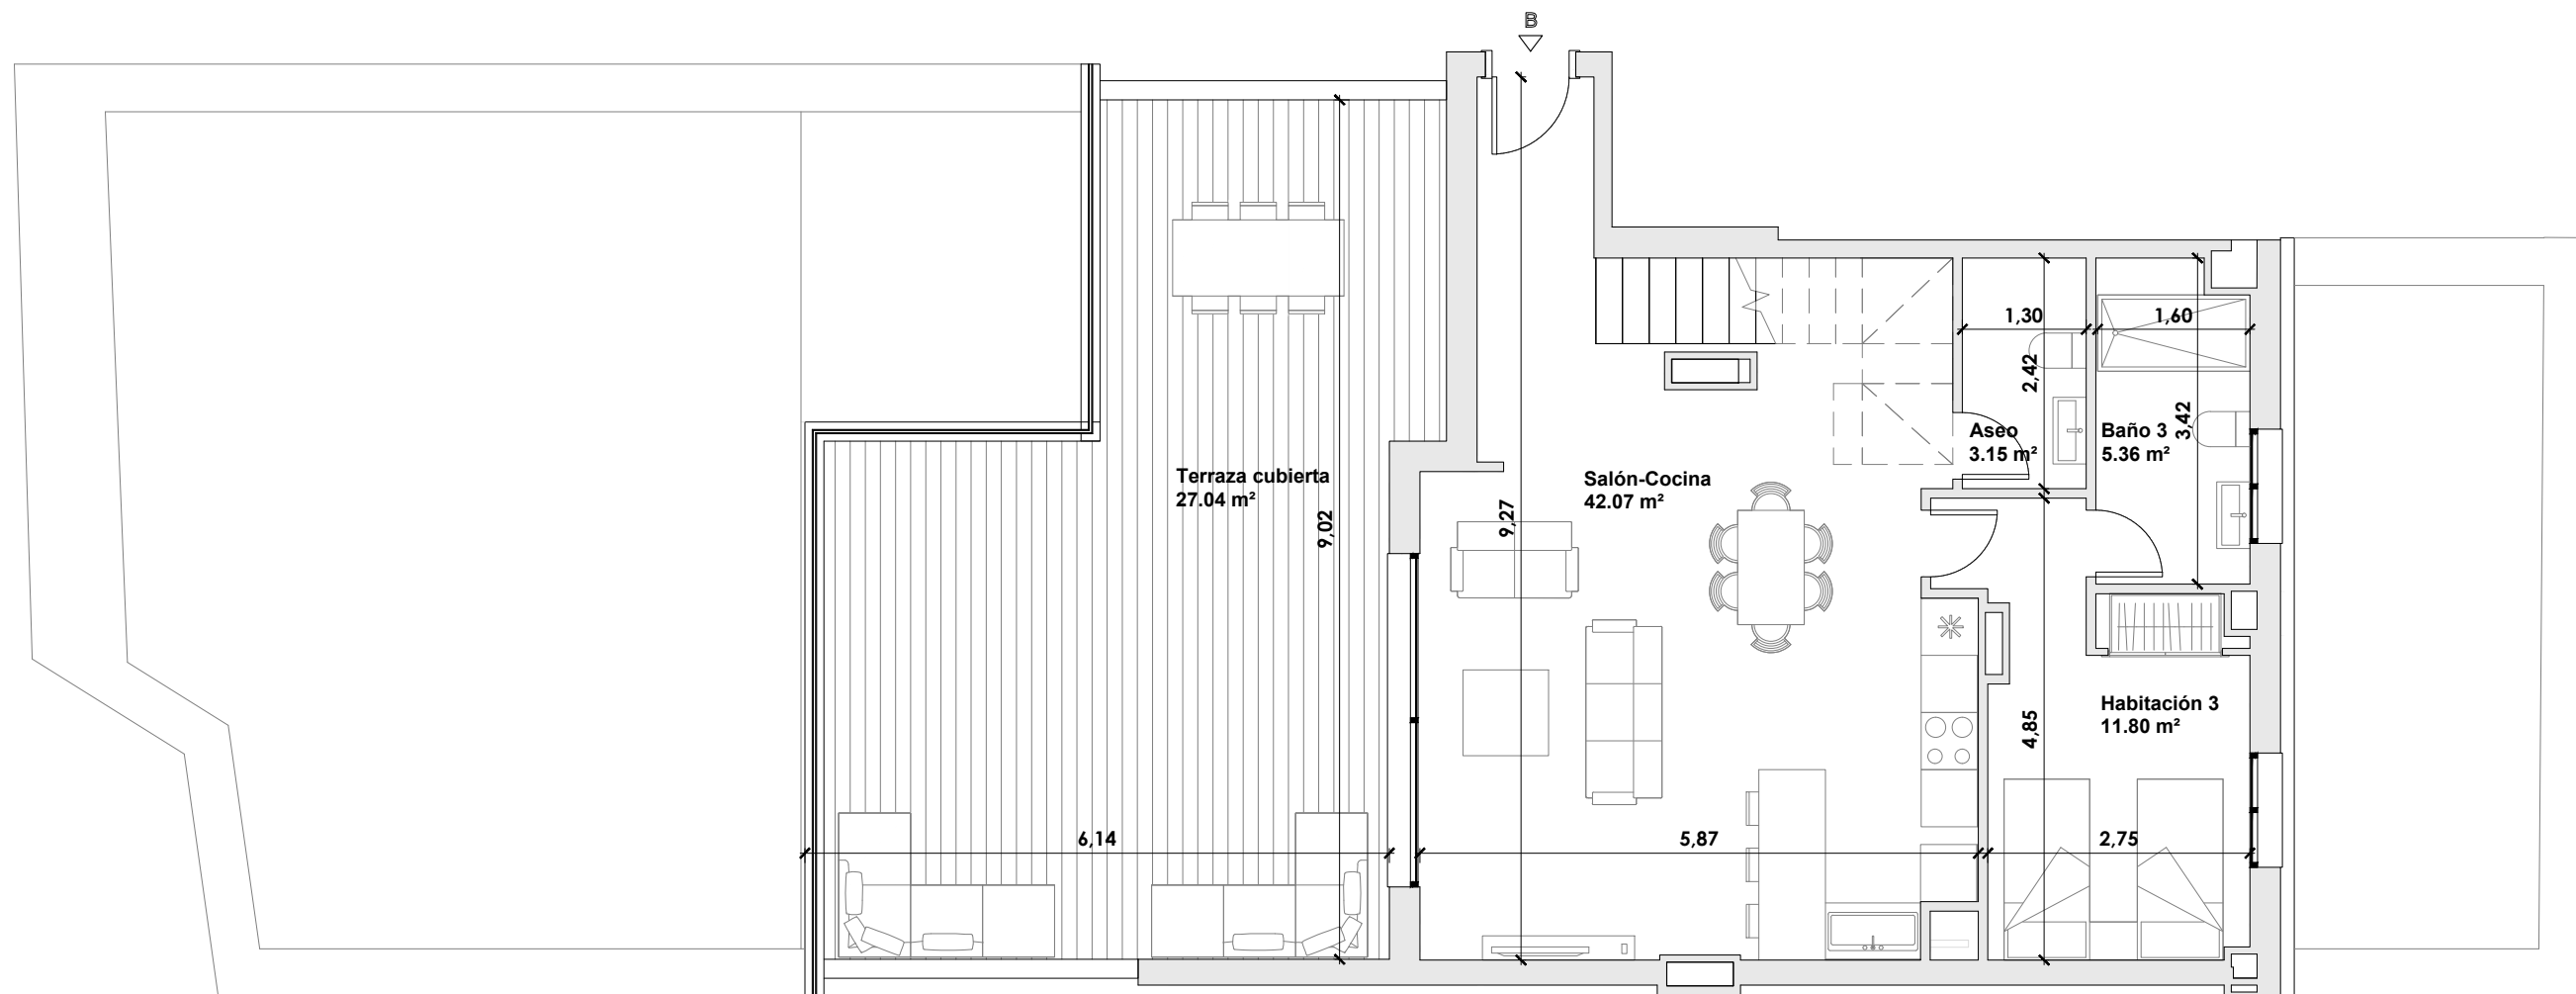 B
1,30
1,60
2,42
3,42
Aseo
3.15 m²
Baño 3
5.36 m²
Terraza cubierta
27.04 m²
Salón-Cocina
42.07 m²
9,02
9,27
Habitación 3
11.80 m²
4,85
6,14
5,87
2,75